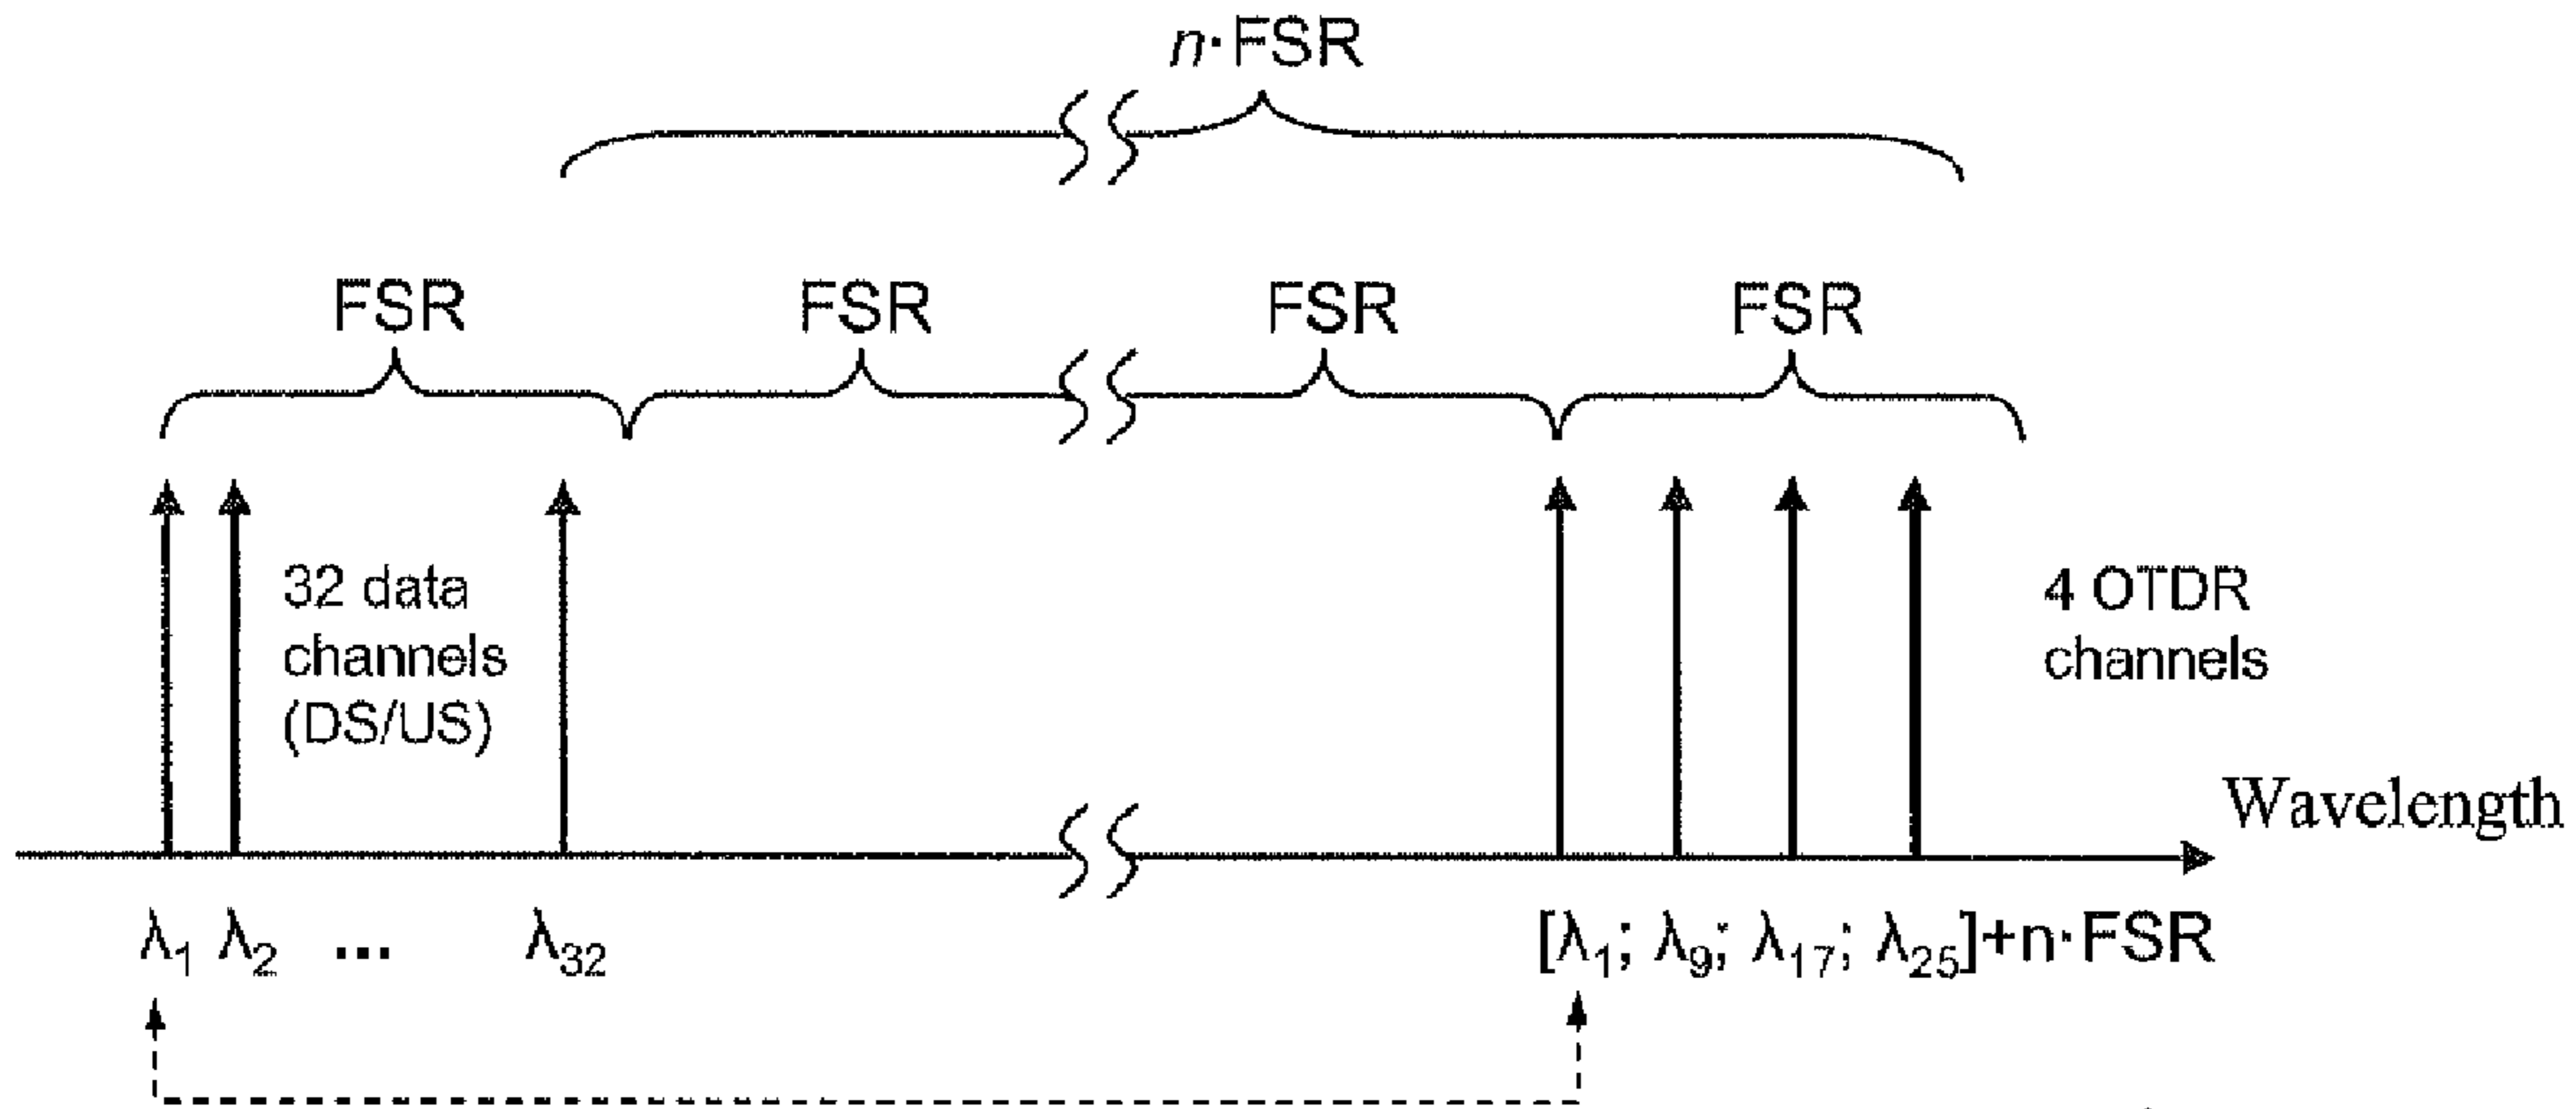 n·FSR
FSR FSR FSR FSR
32 data
channels
(DS/US)
4 OTDR
channels
Wavelength
λ1 λ2 ... λ32 [λ1; λ9; λ17; λ25]+n·FSR